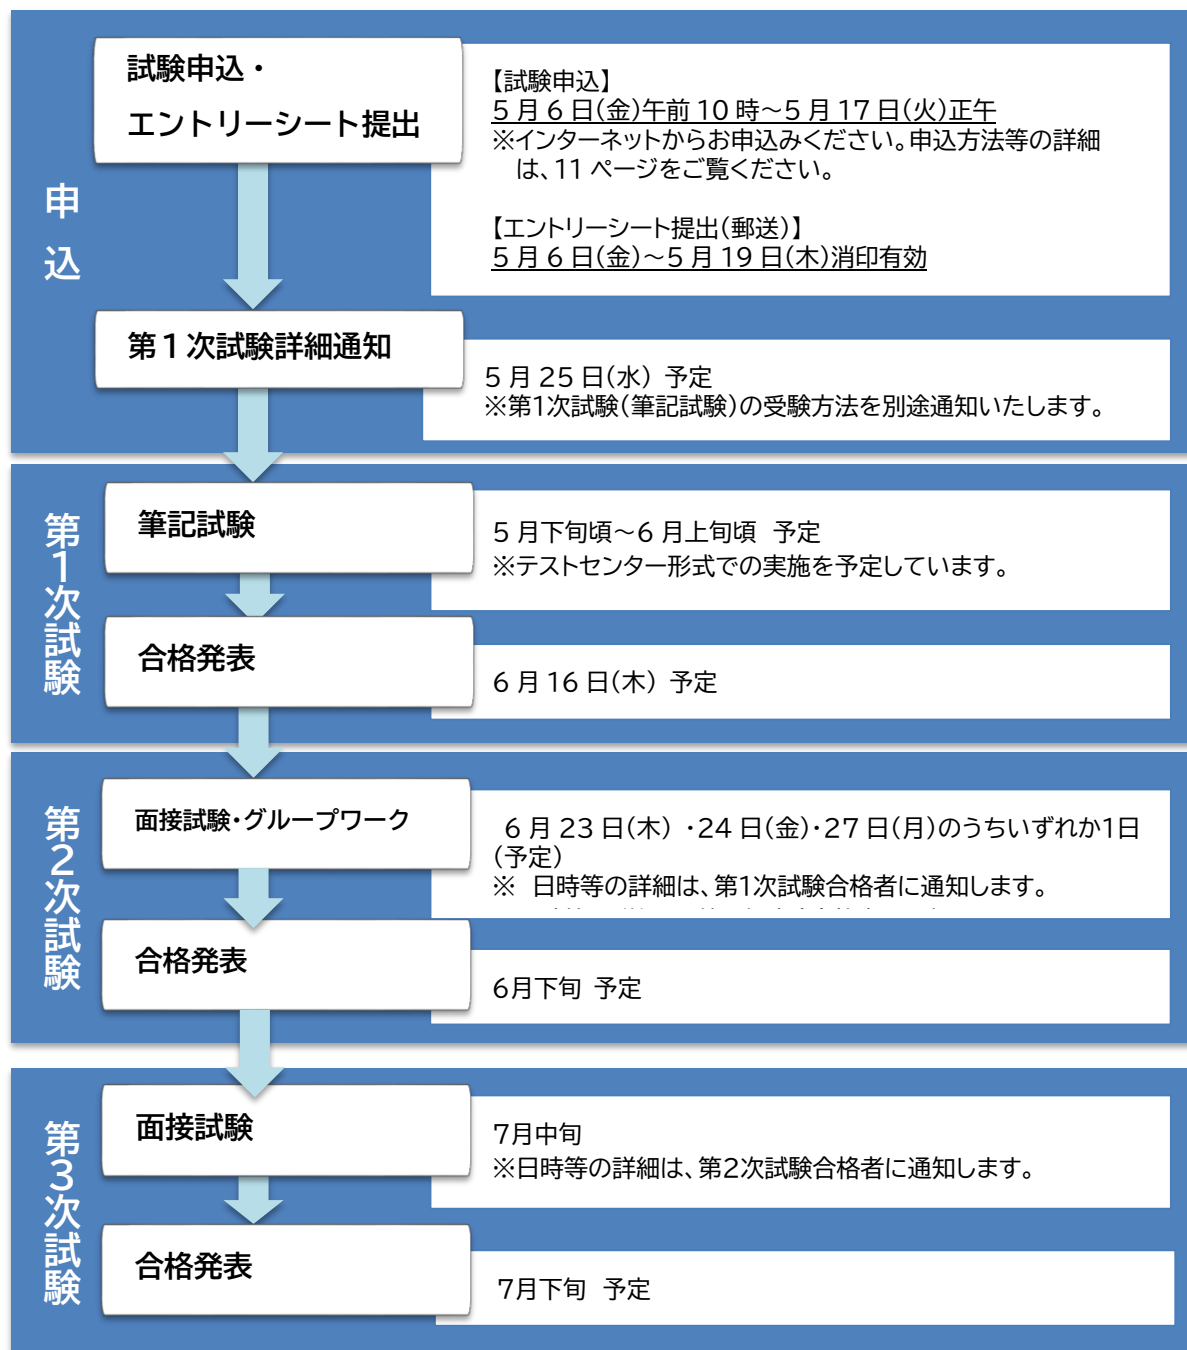 申込
試験申込・
エントリーシート提出
【試験申込】
5月6日(金)午前10時～5月17日(火)正午
※インターネットからお申込みください。申込方法等の詳細
は、11ページをご覧ください。
【エントリーシート提出(郵送)】
5月6日(金)～5月19日(木)消印有効
第1次試験詳細通知
5月25日(水) 予定
※第1次試験(筆記試験)の受験方法を別途通知いたします。
第1次試験
筆記試験
5月下旬頃～6月上旬頃 予定
※テストセンター形式での実施を予定しています。
合格発表
6月16日(木) 予定
第2次試験
面接試験・グループワーク
6月23日(木) ・24日(金)・27日(月)のうちいずれか1日
(予定)
※ 日時等の詳細は、第1次試験合格者に通知します。
合格発表
6月下旬 予定
第3次試験
面接試験
7月中旬
※日時等の詳細は、第2次試験合格者に通知します。
合格発表
7月下旬 予定